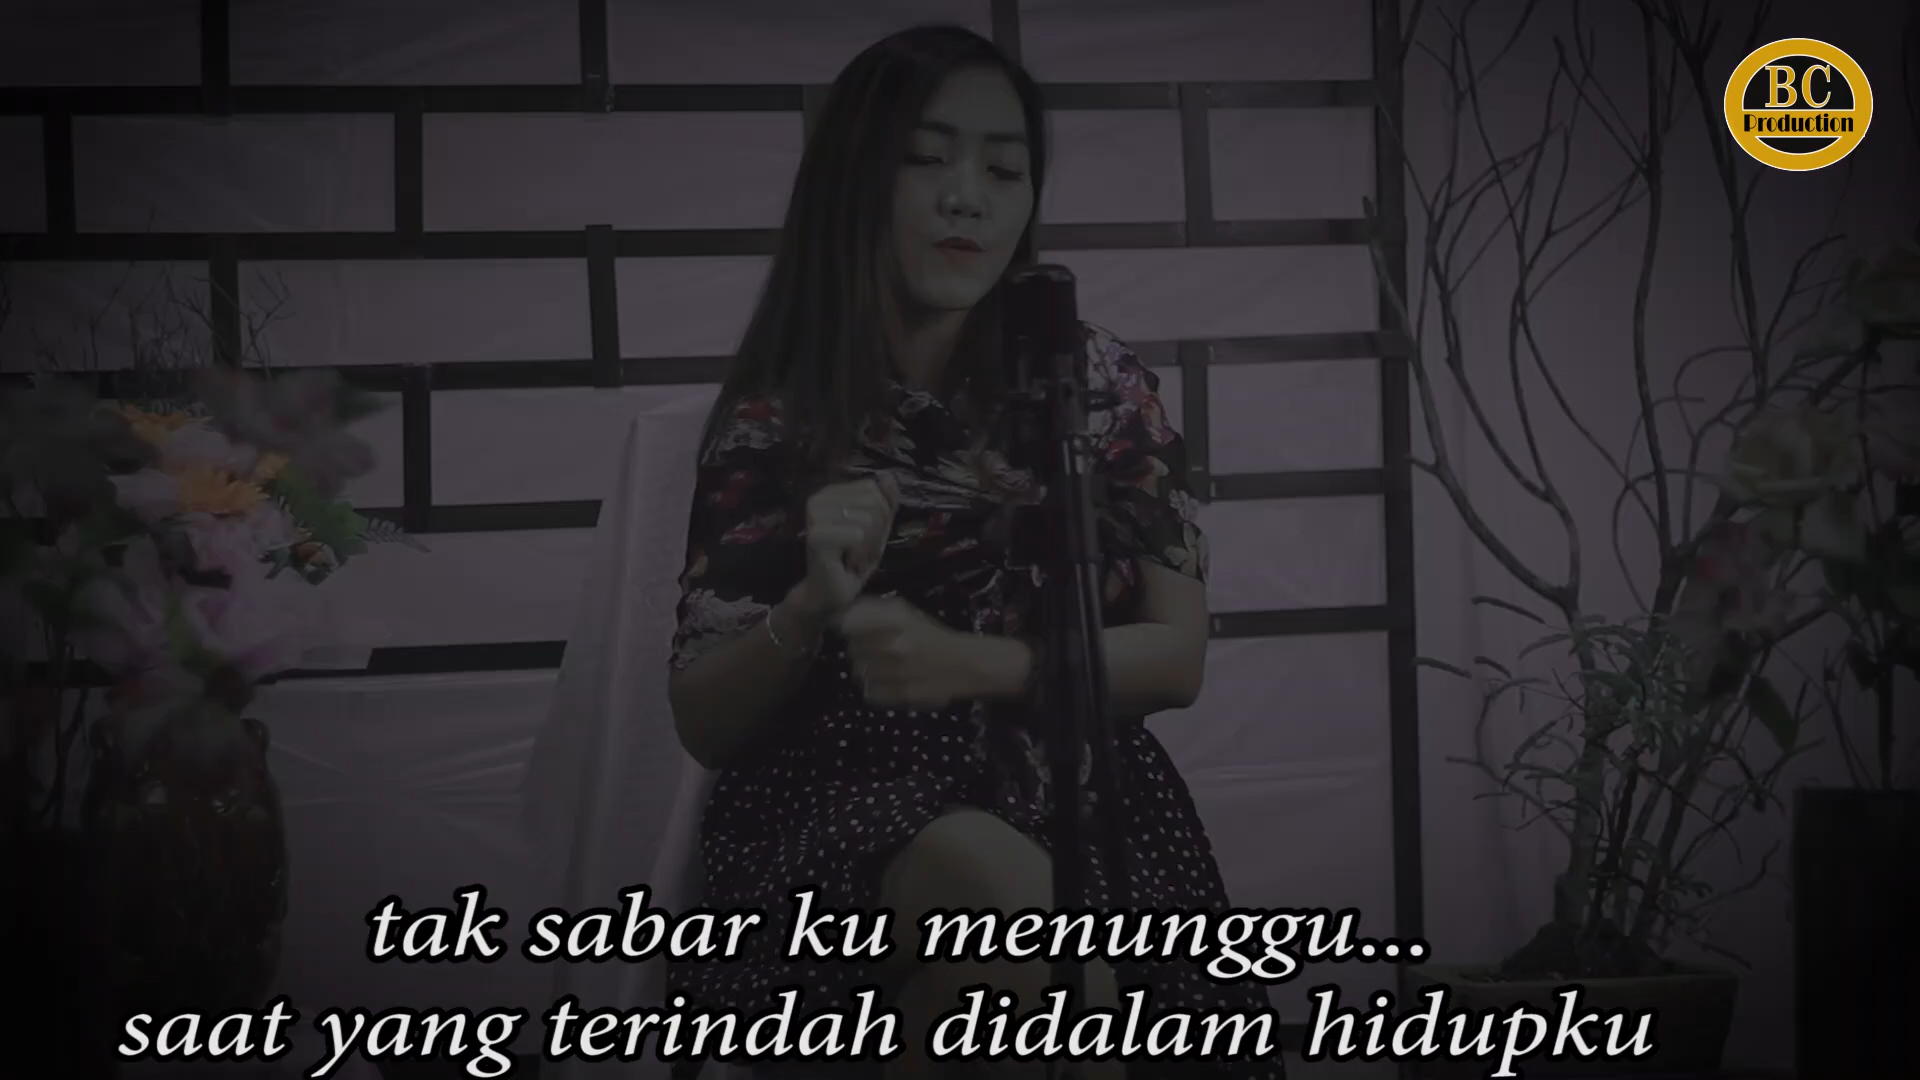 BC
Production
tak sabar ku menunggu...
saat yang terindah didalam hidupku